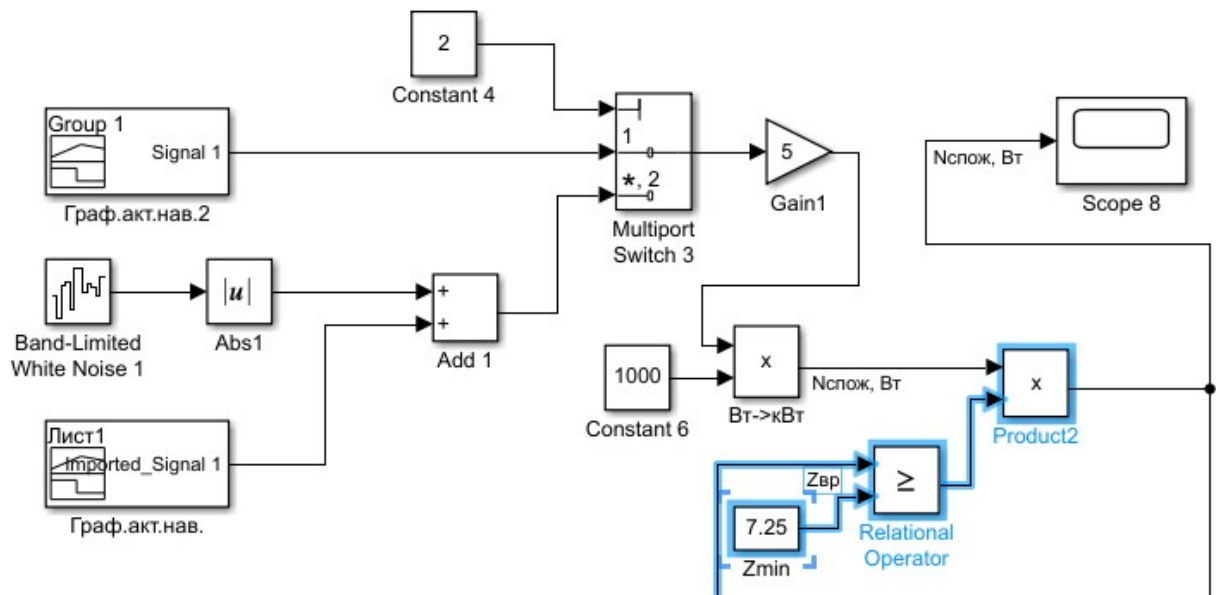 2
Constant 4
Group 1
Signal 1
Граф.акт.нав.2
1
*, 2
Multiport
Switch 3
5
Gain1
Nспож, Вт
Scope 8
Band-Limited
White Noise 1
|u|
Abs1
+
+
Add 1
1000
Constant 6
x
Вт->кВт
Nспож, Вт
x
Product2
Лист1
Imported_Signal 1
Граф.акт.нав.
Zвр
≥
Relational
Operator
7.25
Zmin